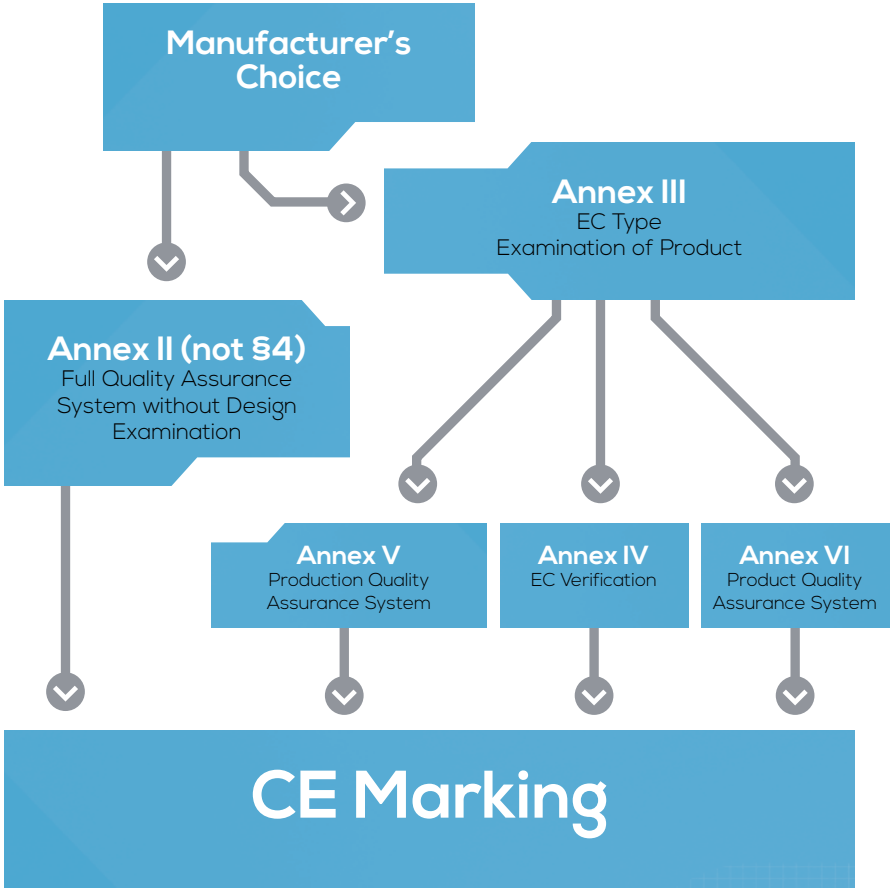 Manufacturer's
Choice
Annex III
EC Type
Examination of Product
Annex II (not §4)
Full Quality Assurance
System without Design
Examination
Annex V
Production Quality
Assurance System
Annex IV
EC Verification
Annex VI
Product Quality
Assurance System
CE Marking